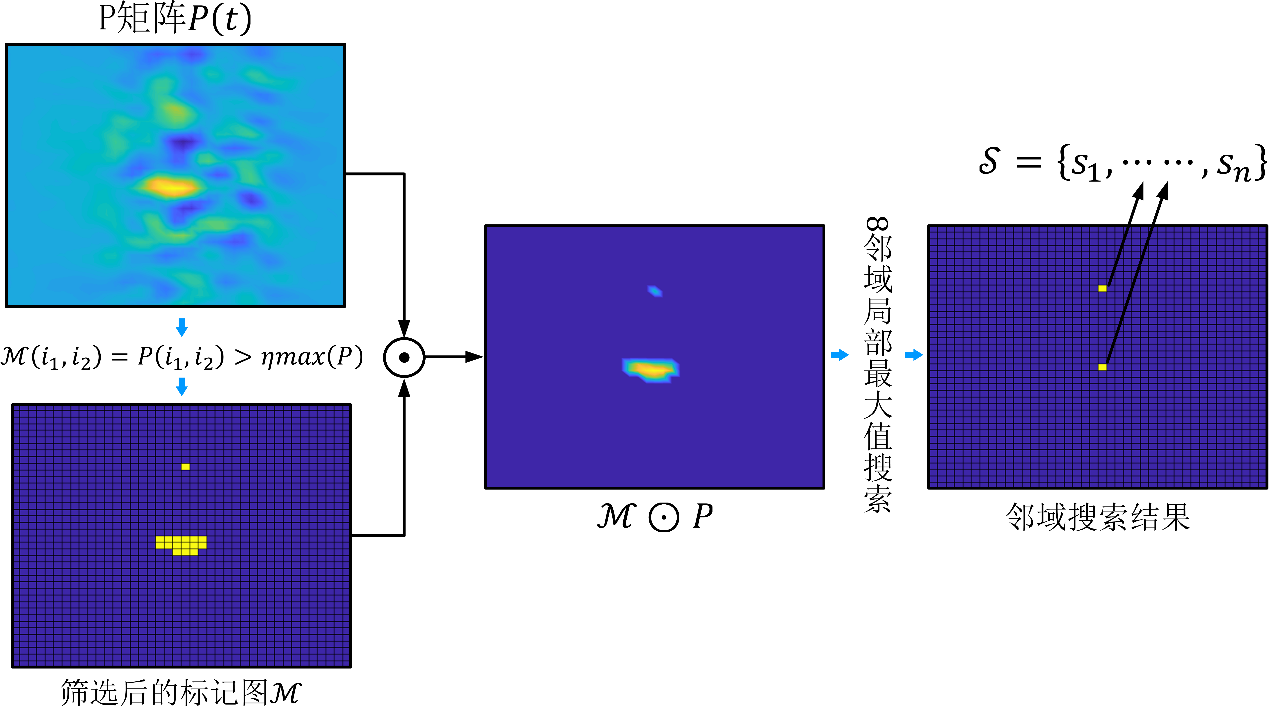 P矩阵P(t)
ℳ(i₁,i₂) = P(i₁,i₂) > ηmax(P)
筛选后的标记图ℳ
ℳ ⊙ P
8邻域局部最大值搜索
𝒮 = {s₁,⋯⋯,sₙ}
邻域搜索结果